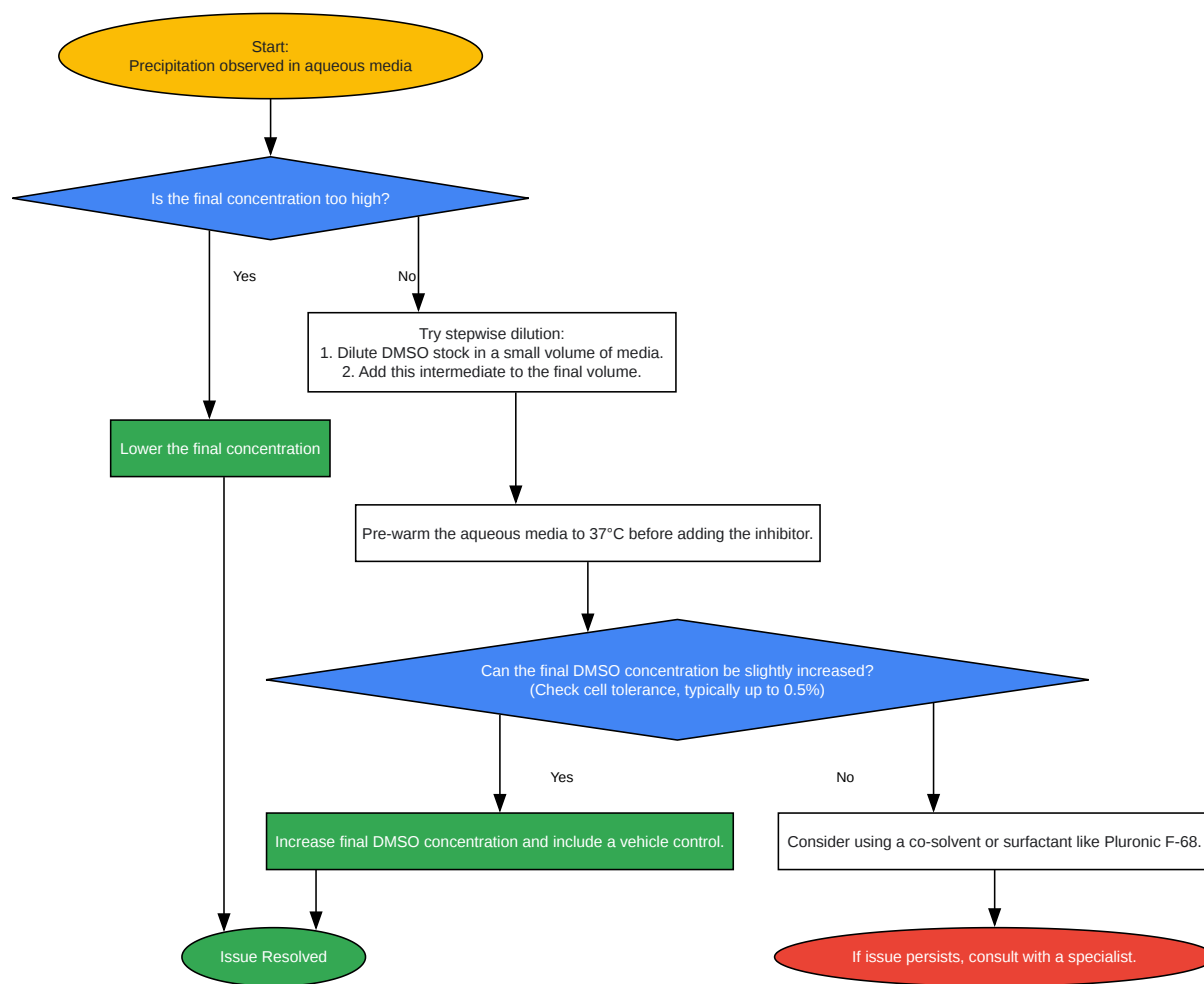 Start:
Precipitation observed in aqueous media
Is the final concentration too high?
Yes
No
Try stepwise dilution:
1. Dilute DMSO stock in a small volume of media.
2. Add this intermediate to the final volume.
Lower the final concentration
Pre-warm the aqueous media to 37°C before adding the inhibitor.
Can the final DMSO concentration be slightly increased?
(Check cell tolerance, typically up to 0.5%)
Yes
No
Increase final DMSO concentration and include a vehicle control.
Consider using a co-solvent or surfactant like Pluronic F-68.
Issue Resolved
If issue persists, consult with a specialist.